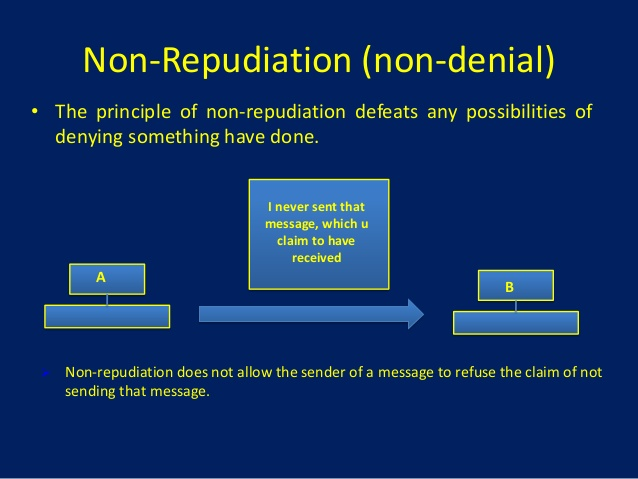 Non-Repudiation (non-denial)
• The principle of non-repudiation defeats any possibilities of
denying something have done.
I never sent that
message, which u
claim to have
received
A
B
Non-repudiation does not allow the sender of a message to refuse the claim of not
sending that message.